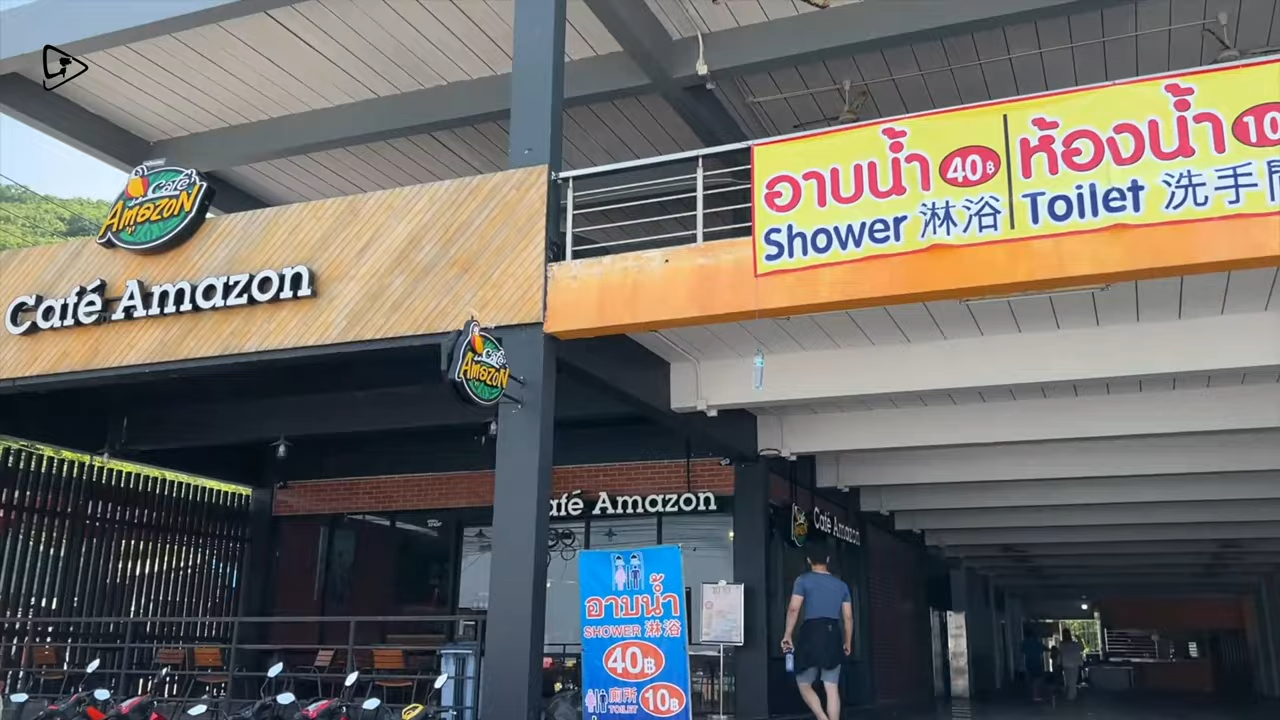 Café
Amazon
Café Amazon
อาบน้ำ 40฿
Shower 淋浴
ห้องน้ำ 10
Toilet 洗手間
Café
Amazon
afé Amazon
Café Amazon
อาบน้ำ
SHOWER 淋浴
40฿
廁所
TOILET
10฿